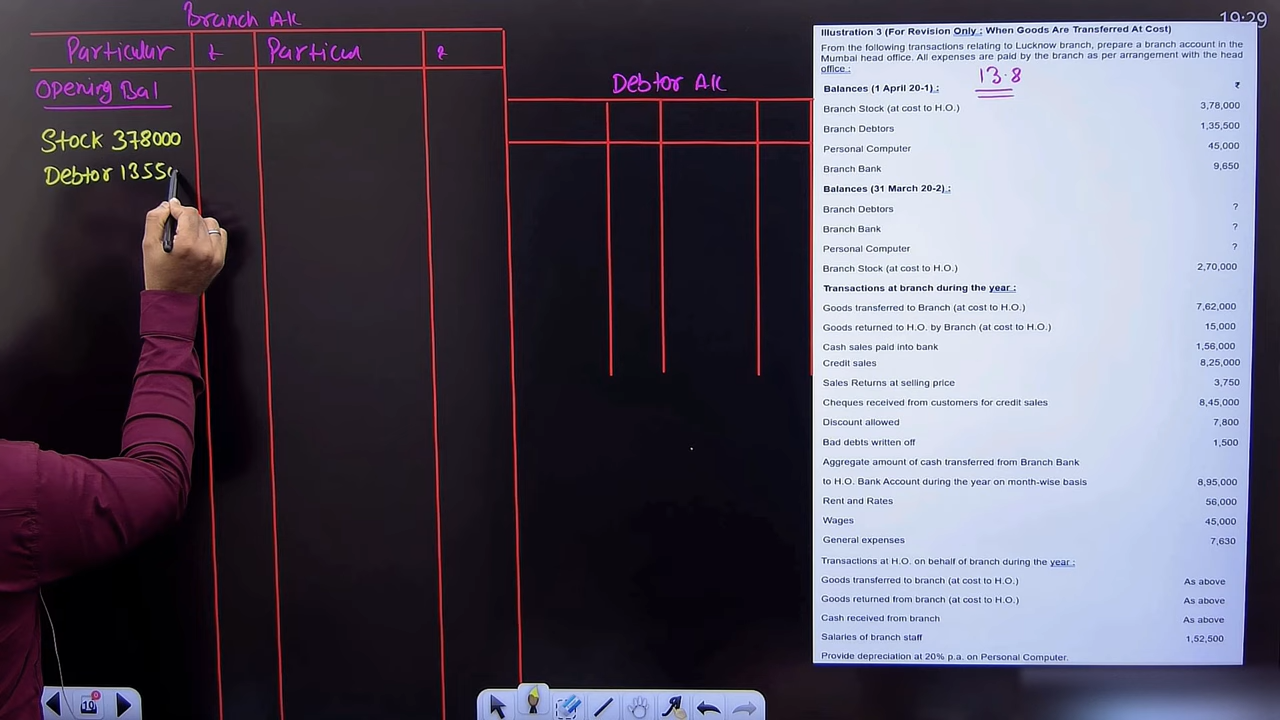 Branch A/c
Particular ₹ Particul ₹
Opening Bal
Stock 378000
Debtor 1355
Debtor A/c
19:29
Illustration 3 (For Revision Only : When Goods Are Transferred At Cost)
From the following transactions relating to Lucknow branch, prepare a branch account in the
Mumbai head office. All expenses are paid by the branch as per arrangement with the head
office :
13.8
Balances (1 April 20-1) : ₹
Branch Stock (at cost to H.O.) 3,78,000
Branch Debtors 1,35,500
Personal Computer 45,000
Branch Bank 9,650
Balances (31 March 20-2) :
Branch Debtors ?
Branch Bank ?
Personal Computer ?
Branch Stock (at cost to H.O.) 2,70,000
Transactions at branch during the year :
Goods transferred to Branch (at cost to H.O.) 7,62,000
Goods returned to H.O. by Branch (at cost to H.O.) 15,000
Cash sales paid into bank 1,56,000
Credit sales 8,25,000
Sales Returns at selling price 3,750
Cheques received from customers for credit sales 8,45,000
Discount allowed 7,800
Bad debts written off 1,500
Aggregate amount of cash transferred from Branch Bank
to H.O. Bank Account during the year on month-wise basis 8,95,000
Rent and Rates 56,000
Wages 45,000
General expenses 7,630
Transactions at H.O. on behalf of branch during the year :
Goods transferred to branch (at cost to H.O.) As above
Goods returned from branch (at cost to H.O.) As above
Cash received from branch As above
Salaries of branch staff 1,52,500
Provide depreciation at 20% p.a. on Personal Computer.
10